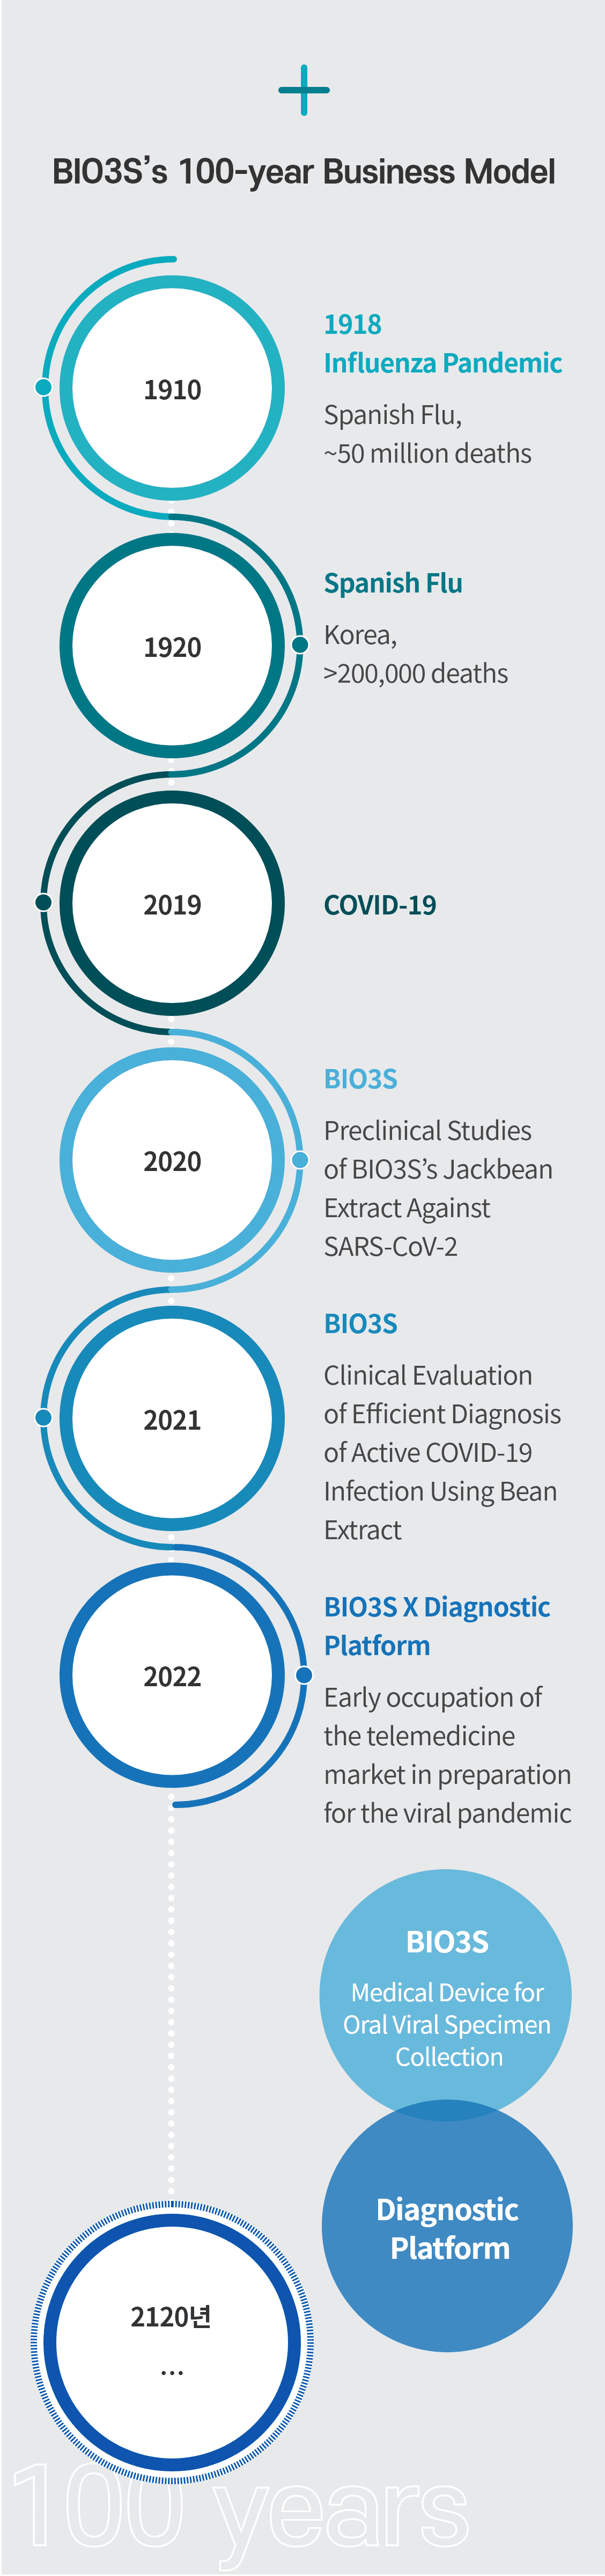 BIO3S's 100-year Business Model
1910
1918
Influenza Pandemic
Spanish Flu,
~50 million deaths
1920
Spanish Flu
Korea,
>200,000 deaths
2019
COVID-19
2020
BIO3S
Preclinical Studies
of BIO3S's Jackbean
Extract Against
SARS-CoV-2
2021
BIO3S
Clinical Evaluation
of Efficient Diagnosis
of Active COVID-19
Infection Using Bean
Extract
2022
BIO3S X Diagnostic
Platform
Early occupation of
the telemedicine
market in preparation
for the viral pandemic
BIO3S
Medical Device for
Oral Viral Specimen
Collection
Diagnostic
Platform
2120년
...
100 years